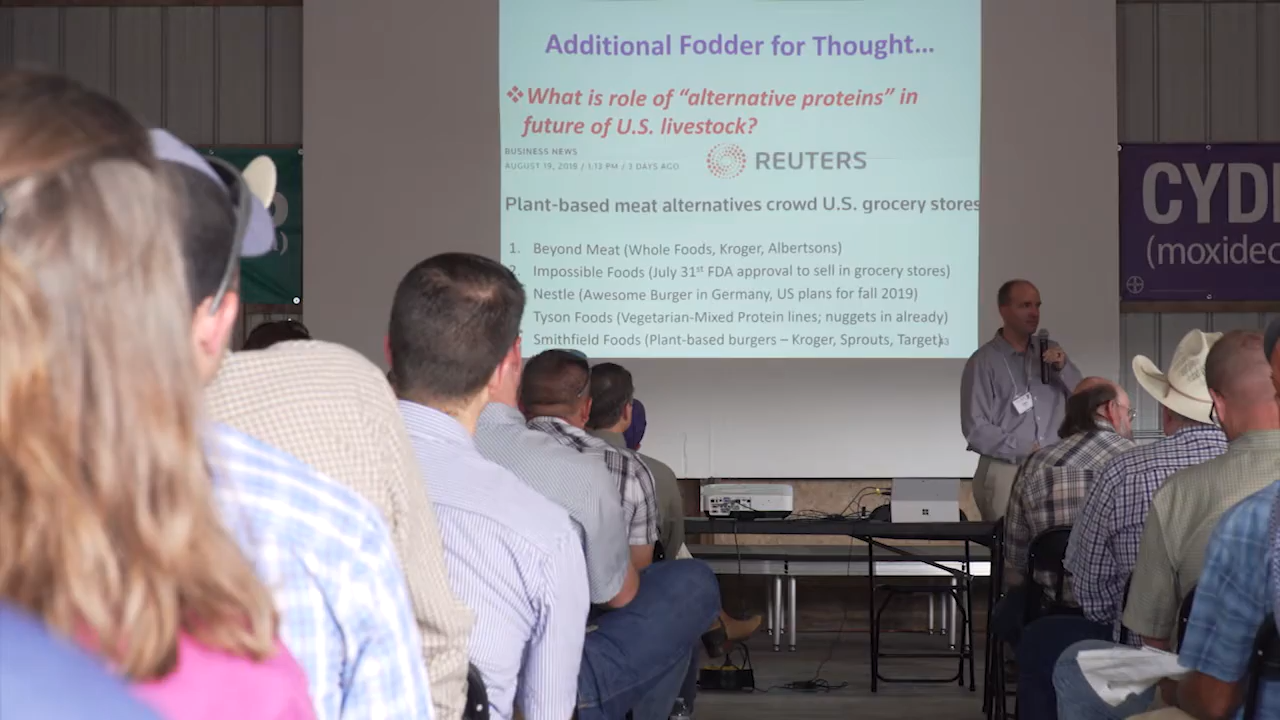 Additional Fodder for Thought...
❖What is role of "alternative proteins" in
future of U.S. livestock?
BUSINESS NEWS
AUGUST 19, 2019 / 1:13 PM / 3 DAYS AGO
REUTERS
Plant-based meat alternatives crowd U.S. grocery stores
1. Beyond Meat (Whole Foods, Kroger, Albertsons)
2. Impossible Foods (July 31st FDA approval to sell in grocery stores)
Nestle (Awesome Burger in Germany, US plans for fall 2019)
Tyson Foods (Vegetarian-Mixed Protein lines; nuggets in already)
Smithfield Foods (Plant-based burgers – Kroger, Sprouts, Target)
CYD
(moxidec